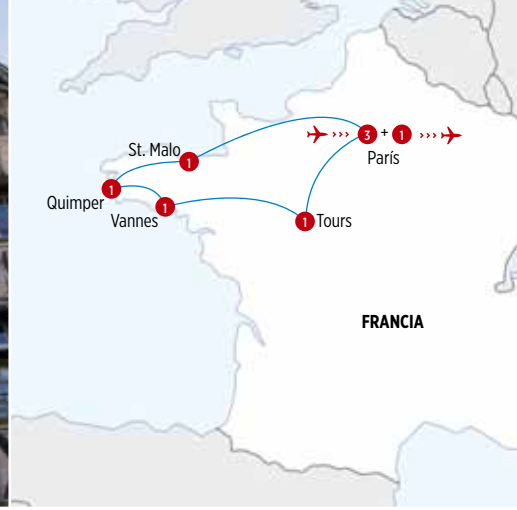 3 + 1
París
St. Malo
1
1
Quimper
1
Vannes
1 Tours
FRANCIA